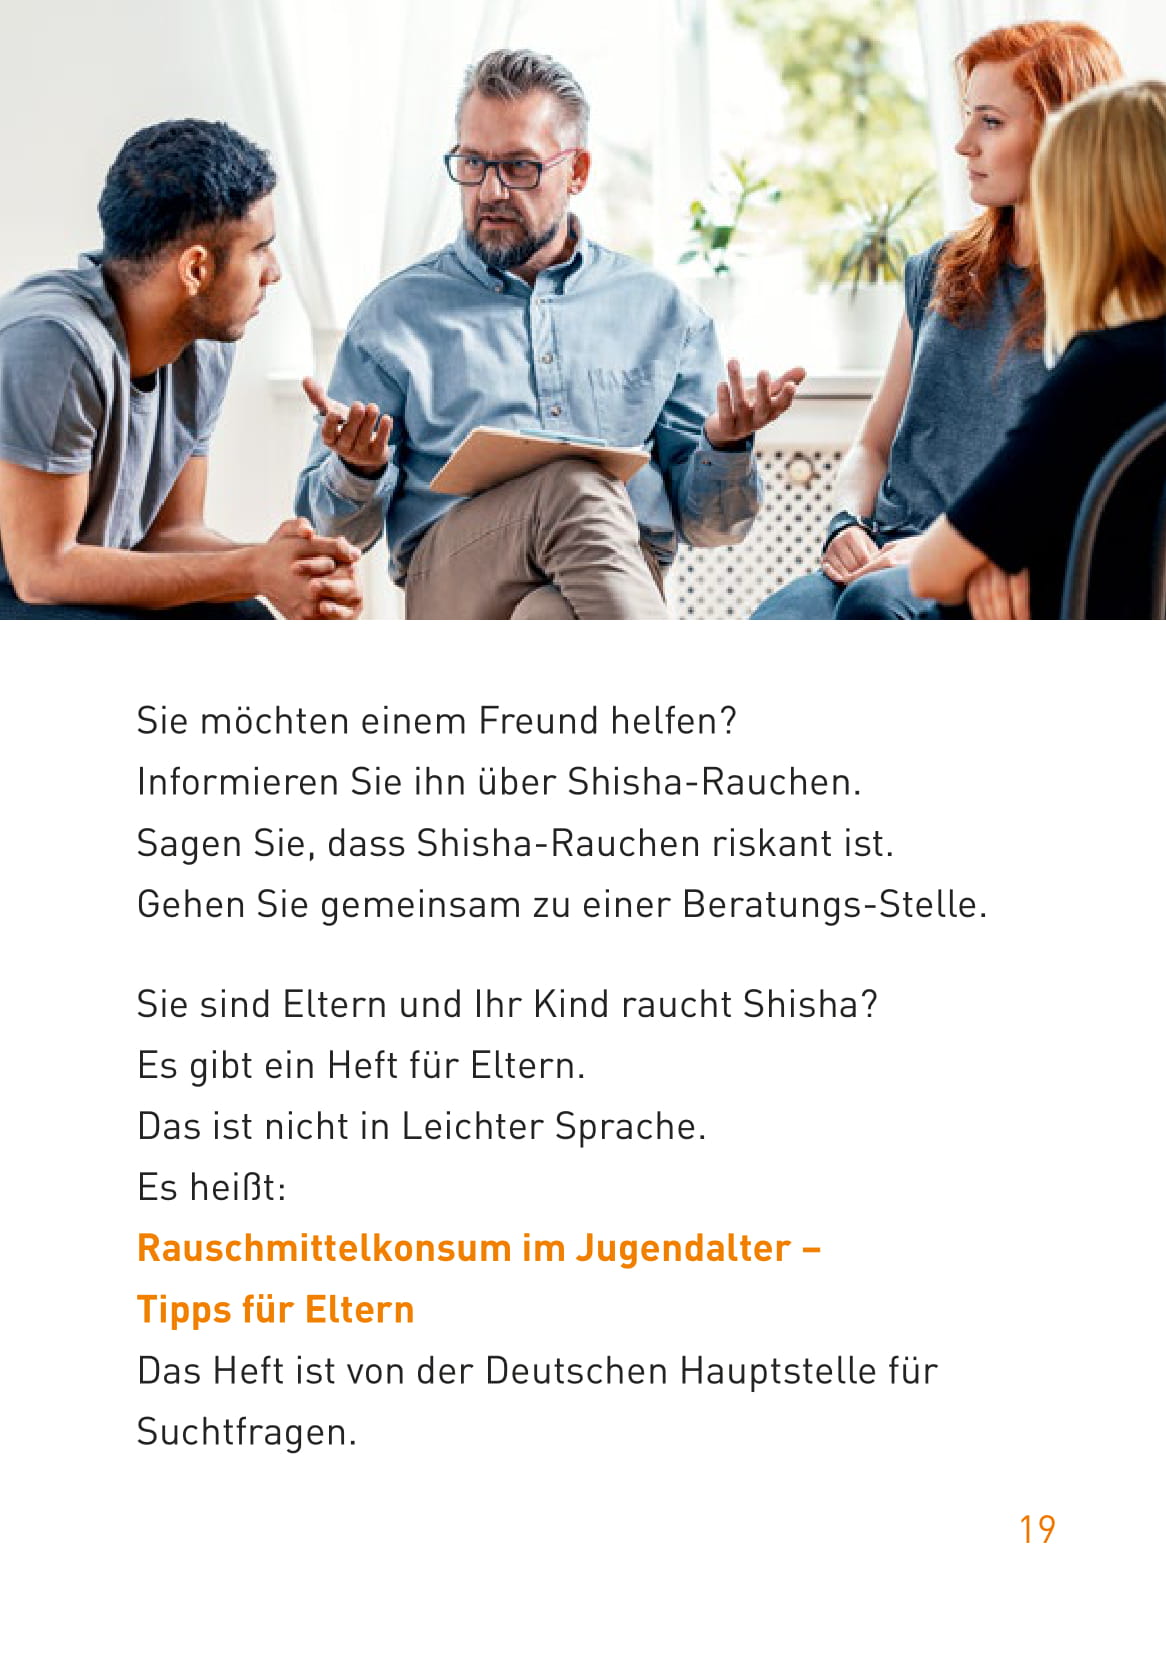 Sie möchten einem Freund helfen?
Informieren Sie ihn über Shisha-Rauchen.
Sagen Sie, dass Shisha-Rauchen riskant ist.
Gehen Sie gemeinsam zu einer Beratungs-Stelle.
Sie sind Eltern und Ihr Kind raucht Shisha?
Es gibt ein Heft für Eltern.
Das ist nicht in Leichter Sprache.
Es heißt:
Rauschmittelkonsum im Jugendalter –
Tipps für Eltern
Das Heft ist von der Deutschen Hauptstelle für
Suchtfragen.
19